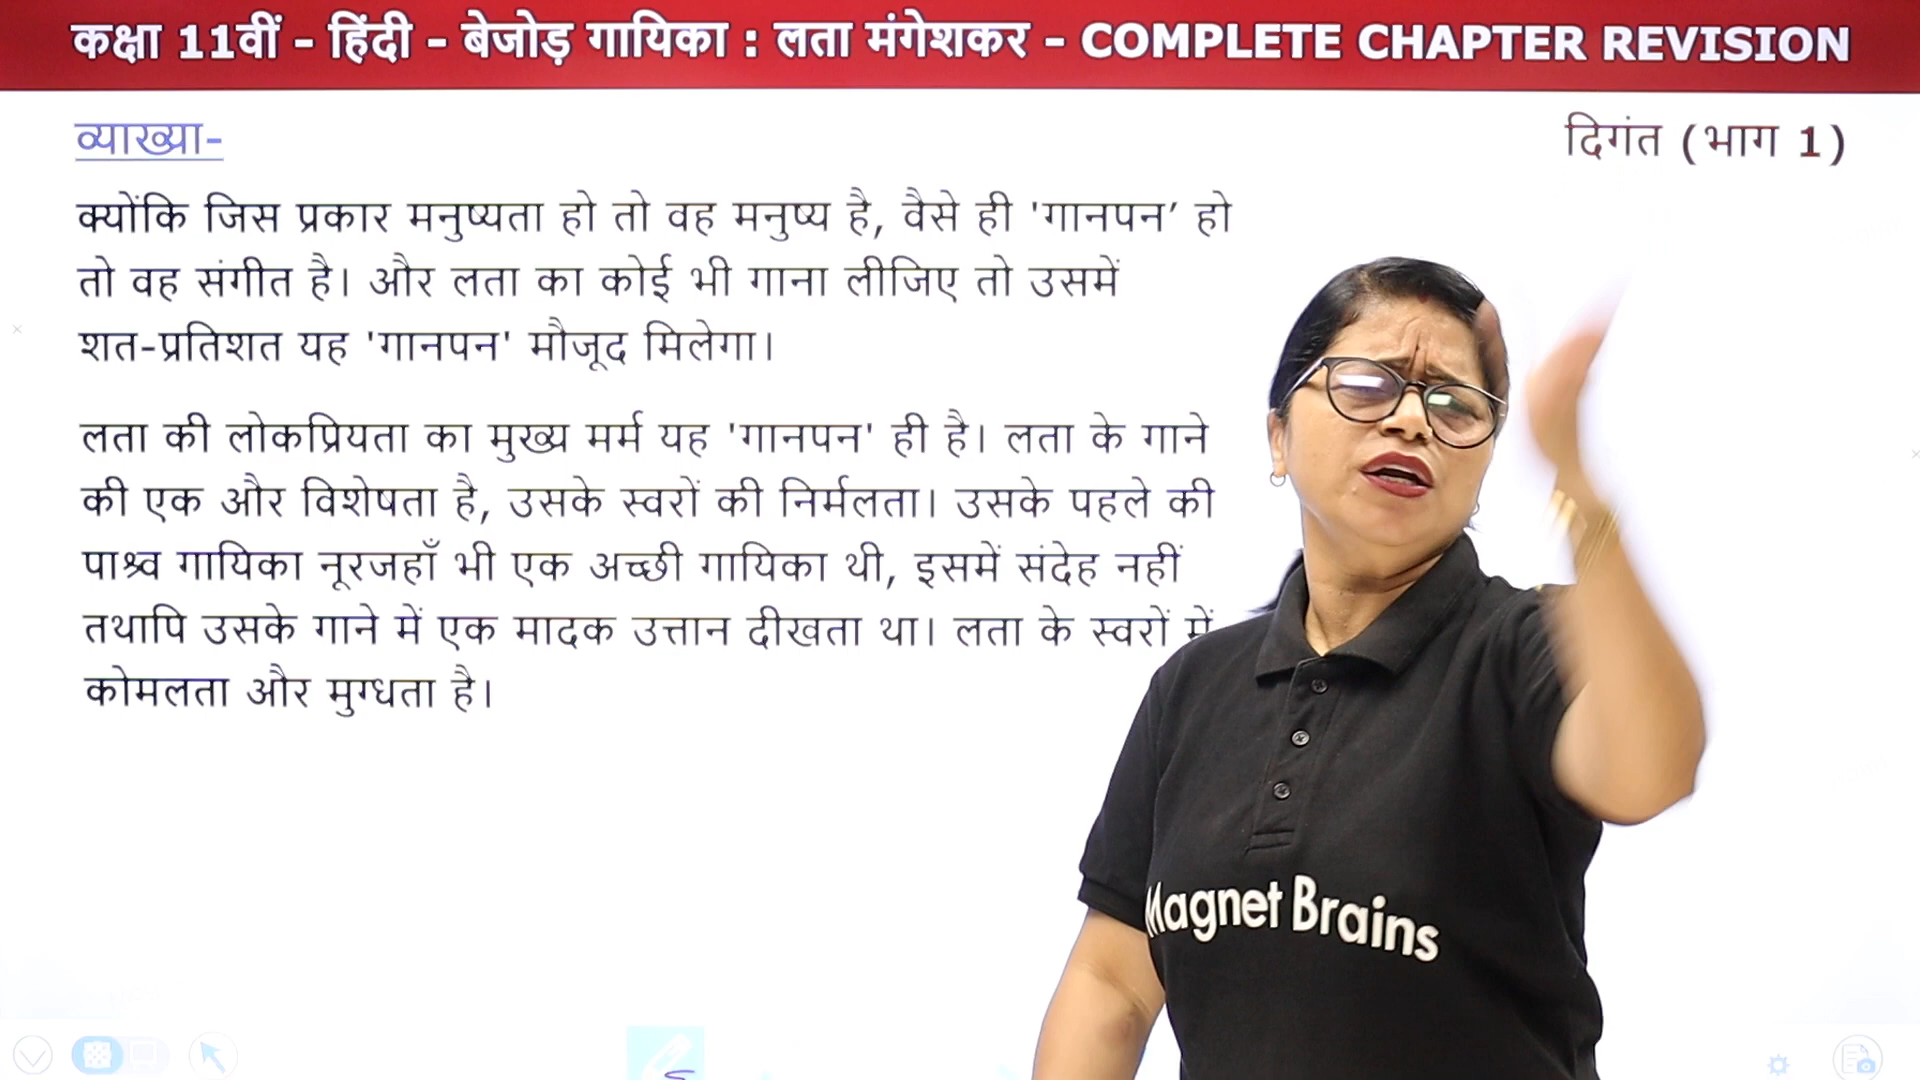 कक्षा 11वीं - हिंदी - बेजोड़ गायिका : लता मंगेशकर - COMPLETE CHAPTER REVISION
व्याख्या-
दिगंत (भाग 1)
क्योंकि जिस प्रकार मनुष्यता हो तो वह मनुष्य है, वैसे ही 'गानपन’ हो
तो वह संगीत है। और लता का कोई भी गाना लीजिए तो उसमें
शत-प्रतिशत यह 'गानपन' मौजूद मिलेगा।
लता की लोकप्रियता का मुख्य मर्म यह 'गानपन' ही है। लता के गाने
की एक और विशेषता है, उसके स्वरों की निर्मलता। उसके पहले की
पाश्र्व गायिका नूरजहाँ भी एक अच्छी गायिका थी, इसमें संदेह नहीं
तथापि उसके गाने में एक मादक उत्तान दीखता था। लता के स्वरों में
कोमलता और मुग्धता है।
Magnet Brains